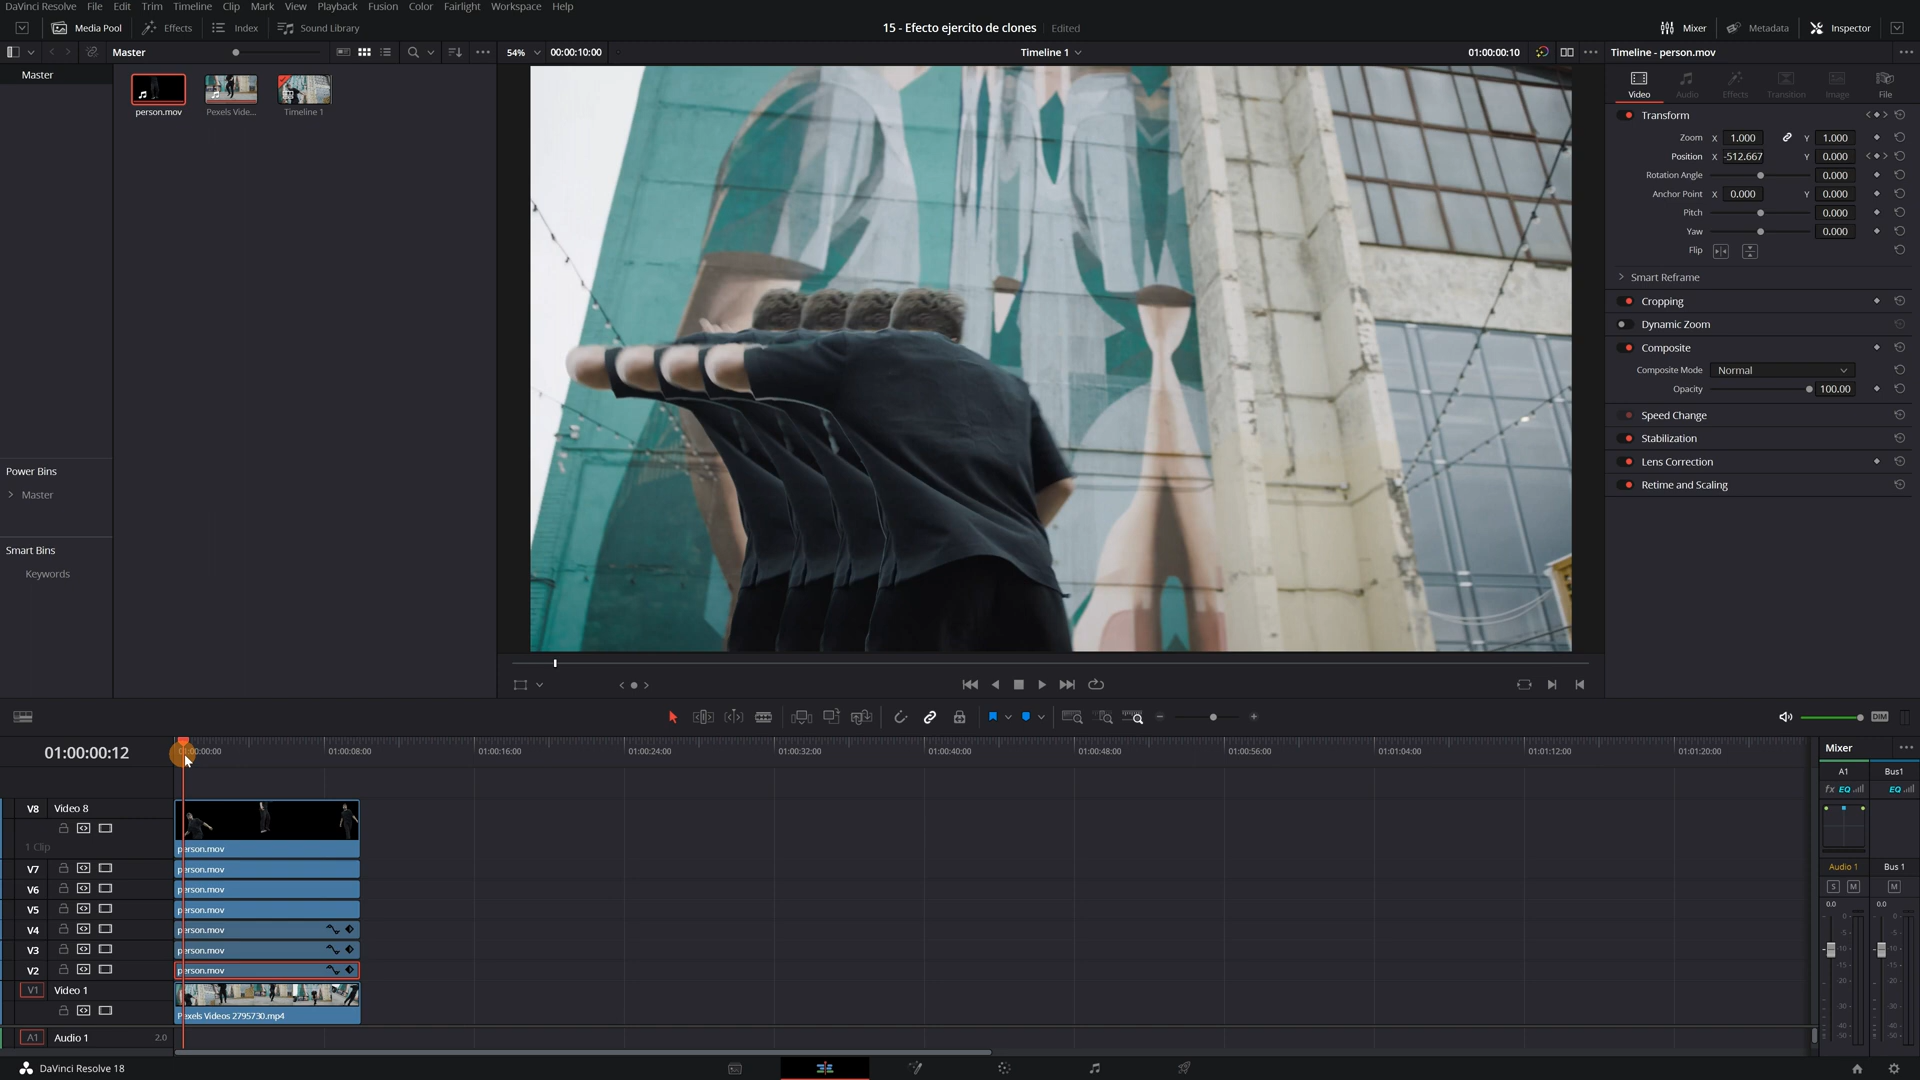 DaVinci Resolve File Edit Trim Timeline Clip Mark View Playback Fusion Color Fairlight Workspace Help
Media Pool Effects Index Sound Library 15 - Efecto ejercito de clones Edited Mixer Metadata Inspector
Master 54% 00:00:10:00 Timeline 1 01:00:00:10 Timeline - person.mov
Master
person.mov Pexels Vide... Timeline 1
Video Audio Effects Transition Image File
Transform
Zoom X 1.000 Y 1.000
Position X -512.667 Y 0.000
Rotation Angle 0.000
Anchor Point X 0.000 Y 0.000
Pitch 0.000
Yaw 0.000
Flip
Smart Reframe
Cropping
Dynamic Zoom
Composite
Composite Mode Normal
Opacity 100.00
Speed Change
Stabilization
Lens Correction
Retime and Scaling
Power Bins
Master
Smart Bins
Keywords
DIM
01:00:00:12 01:00:08:00 01:00:16:00 01:00:24:00 01:00:32:00 01:00:40:00 01:00:48:00 01:00:56:00 01:01:04:00 01:01:12:00 01:01:20:00
Mixer
A1 Bus1
fx EQ EQ
V8 Video 8
1 Clip
person.mov
V7 person.mov
V6 person.mov
V5 person.mov
V4 person.mov
V3 person.mov
V2 person.mov
V1 Video 1
Pexels Videos 2795730.mp4
A1 Audio 1 2.0
Audio 1 Bus 1
S M M
0.0 0.0
DaVinci Resolve 18